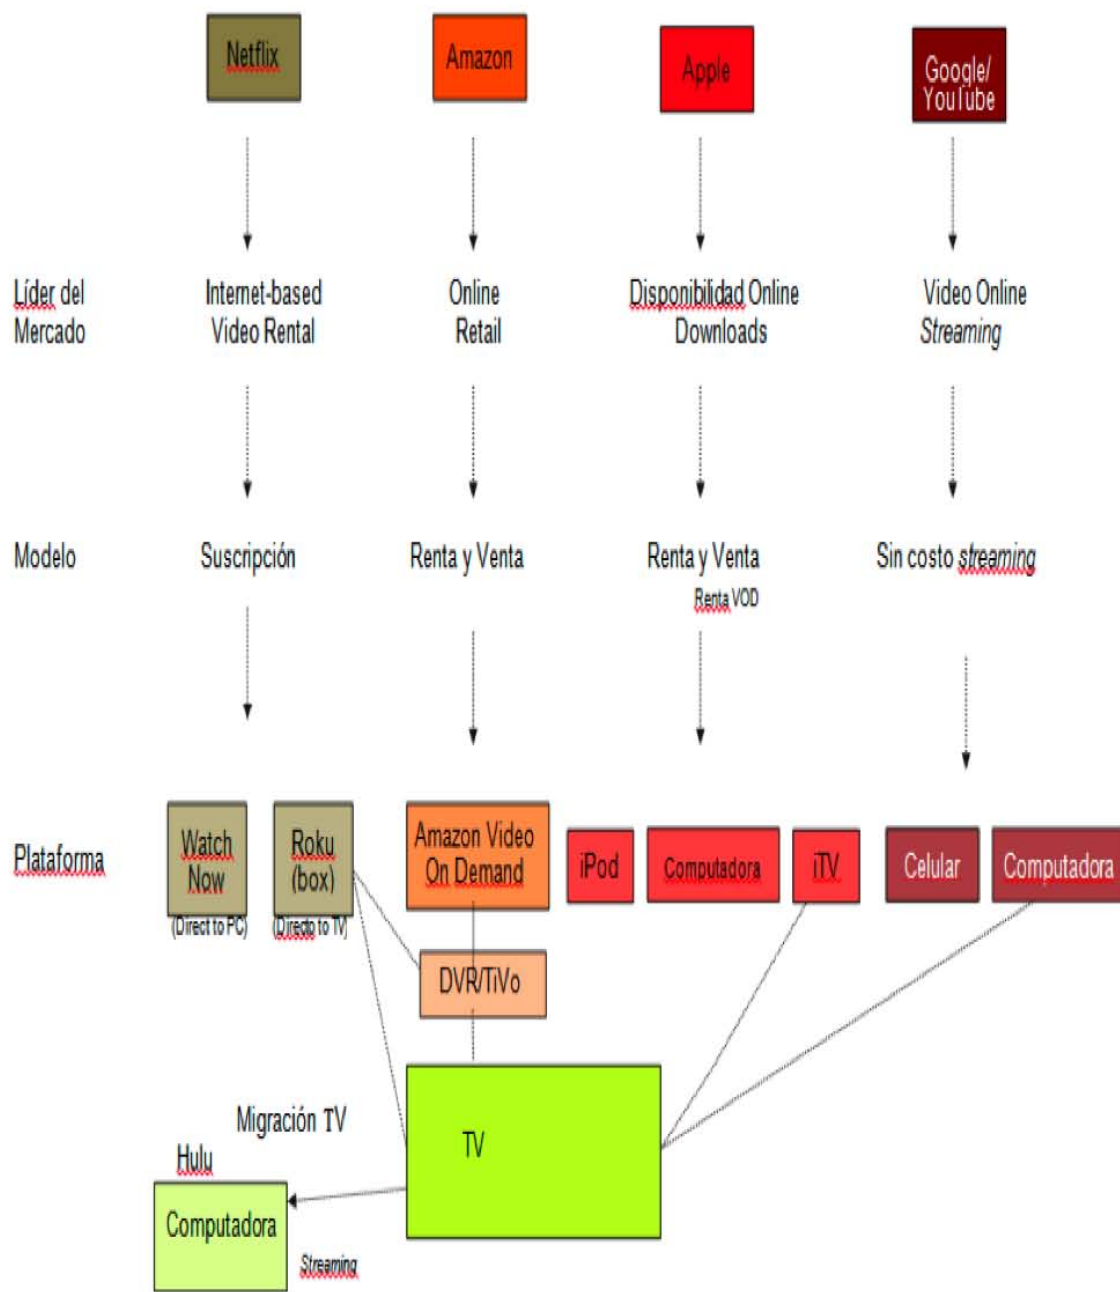 Netflix
Amazon
Apple
Google/
YouTube
Líder del
Mercado
Internet-based
Video Rental
Online
Retail
Disponibilidad Online
Downloads
Video Online
Streaming
Modelo
Suscripción
Renta y Venta
Renta y Venta
Renta VOD
Sin costo streaming
Plataforma
Watch
Now
(Direct to PC)
Roku
(box)
(Directo to TV)
Amazon Video
On Demand
iPod
Computadora
iTV
Celular
Computadora
DVR/TiVo
TV
Migración TV
Hulu
Computadora
Streaming